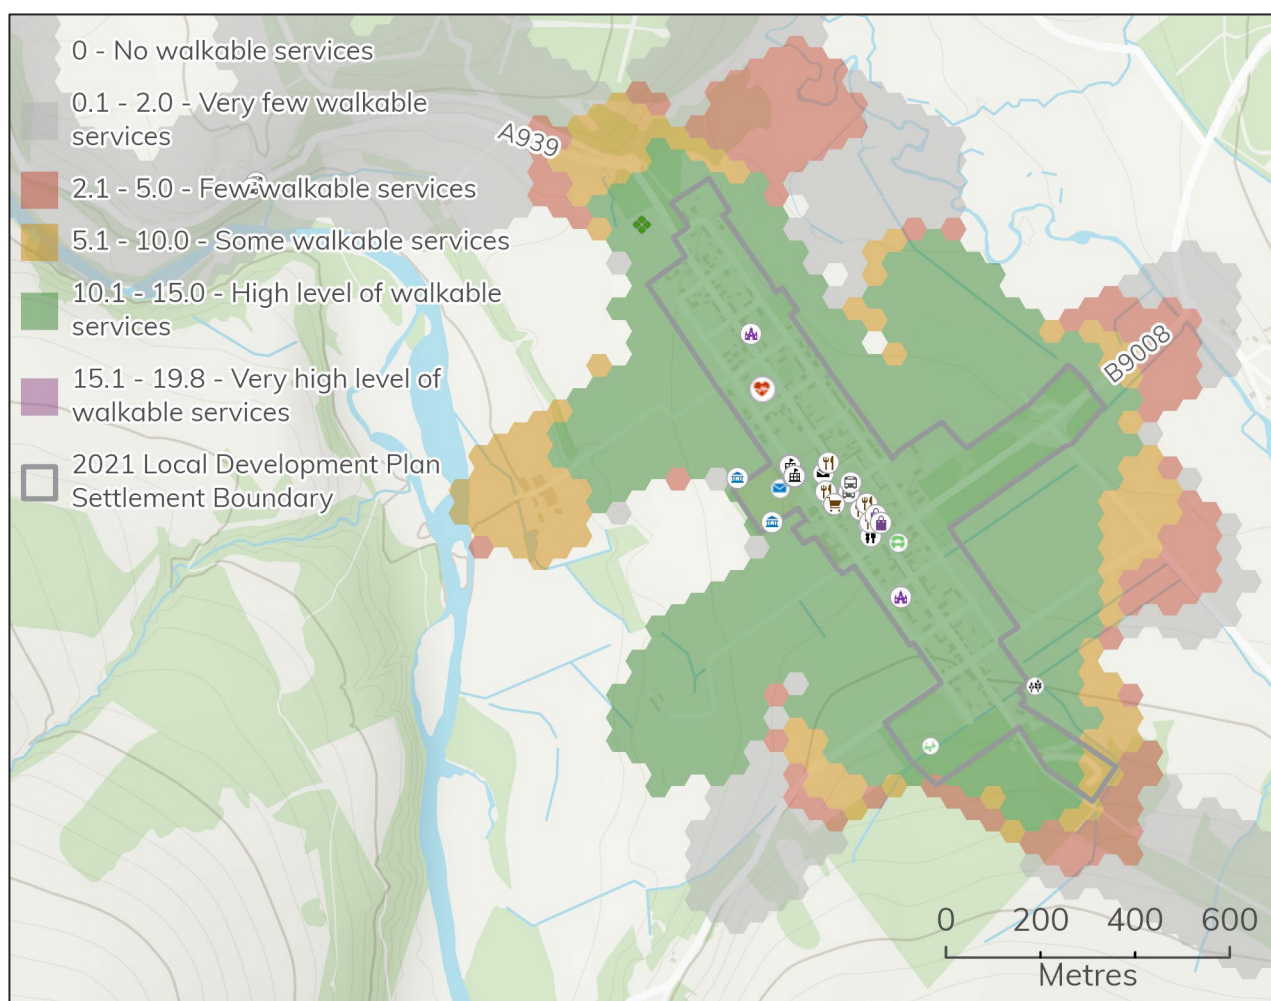 0 - No walkable services
0.1 - 2.0 - Very few walkable
services
2.1 - 5.0 - Few walkable services
5.1 - 10.0 - Some walkable services
10.1 - 15.0 - High level of walkable
services
15.1 - 19.8 - Very high level of
walkable services
2021 Local Development Plan
Settlement Boundary
A939
B9008
0 200 400 600
Metres